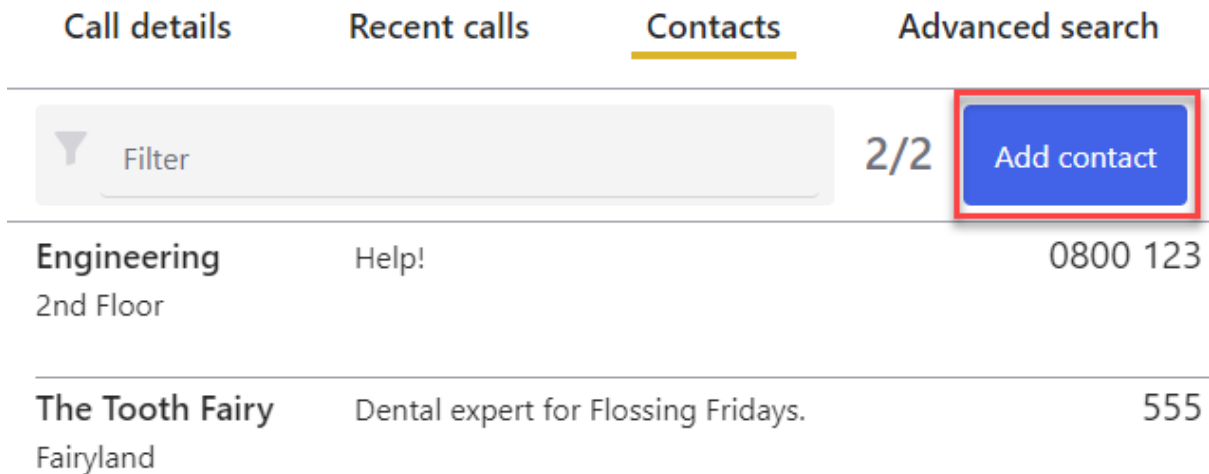 Call details Recent calls Contacts Advanced search
Filter 2/2 Add contact
Engineering Help! 0800 123
2nd Floor
The Tooth Fairy Dental expert for Flossing Fridays. 555
Fairyland